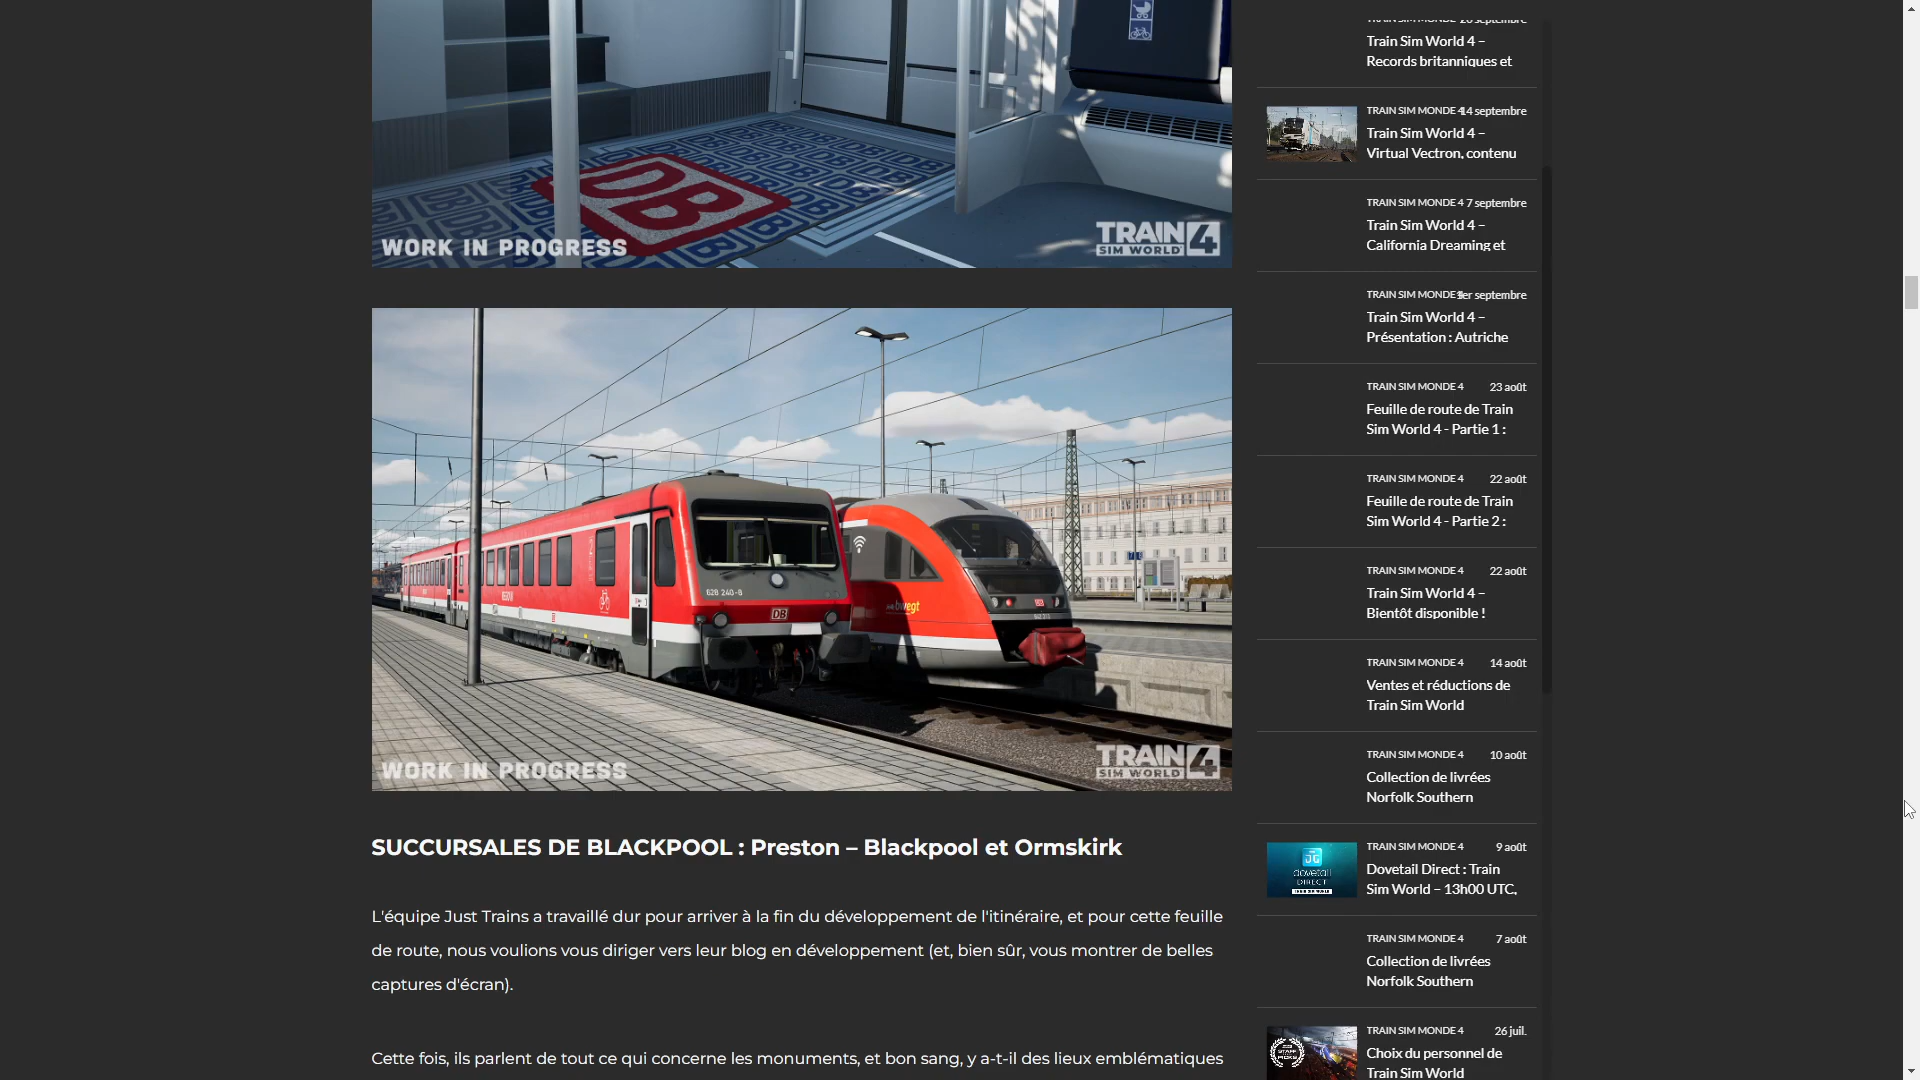 DB
WORK IN PROGRESS
TRAIN
SIM WORLD 4
628 240-8
DB
bwegt
WORK IN PROGRESS
TRAIN
SIM WORLD 4
SUCCURSALES DE BLACKPOOL : Preston – Blackpool et Ormskirk
L'équipe Just Trains a travaillé dur pour arriver à la fin du développement de l'itinéraire, et pour cette feuille
de route, nous voulions vous diriger vers leur blog en développement (et, bien sûr, vous montrer de belles
captures d'écran).
Cette fois, ils parlent de tout ce qui concerne les monuments, et bon sang, y a-t-il des lieux emblématiques
TRAIN SIM MONDE 4 20 septembre
Train Sim World 4 –
Records britanniques et
TRAIN SIM MONDE 4 14 septembre
Train Sim World 4 –
Virtual Vectron, contenu
TRAIN SIM MONDE 4 7 septembre
Train Sim World 4 –
California Dreaming et
TRAIN SIM MONDE 1er septembre
Train Sim World 4 –
Présentation : Autriche
TRAIN SIM MONDE 4 23 août
Feuille de route de Train
Sim World 4 - Partie 1 :
TRAIN SIM MONDE 4 22 août
Feuille de route de Train
Sim World 4 - Partie 2 :
TRAIN SIM MONDE 4 22 août
Train Sim World 4 –
Bientôt disponible !
TRAIN SIM MONDE 4 14 août
Ventes et réductions de
Train Sim World
TRAIN SIM MONDE 4 10 août
Collection de livrées
Norfolk Southern
TRAIN SIM MONDE 4 9 août
dovetail
DIRECT
Dovetail Direct : Train
Sim World – 13h00 UTC,
TRAIN SIM MONDE 4 7 août
Collection de livrées
Norfolk Southern
TRAIN SIM MONDE 4 26 juil.
STAFF
PICKS
Choix du personnel de
Train Sim World